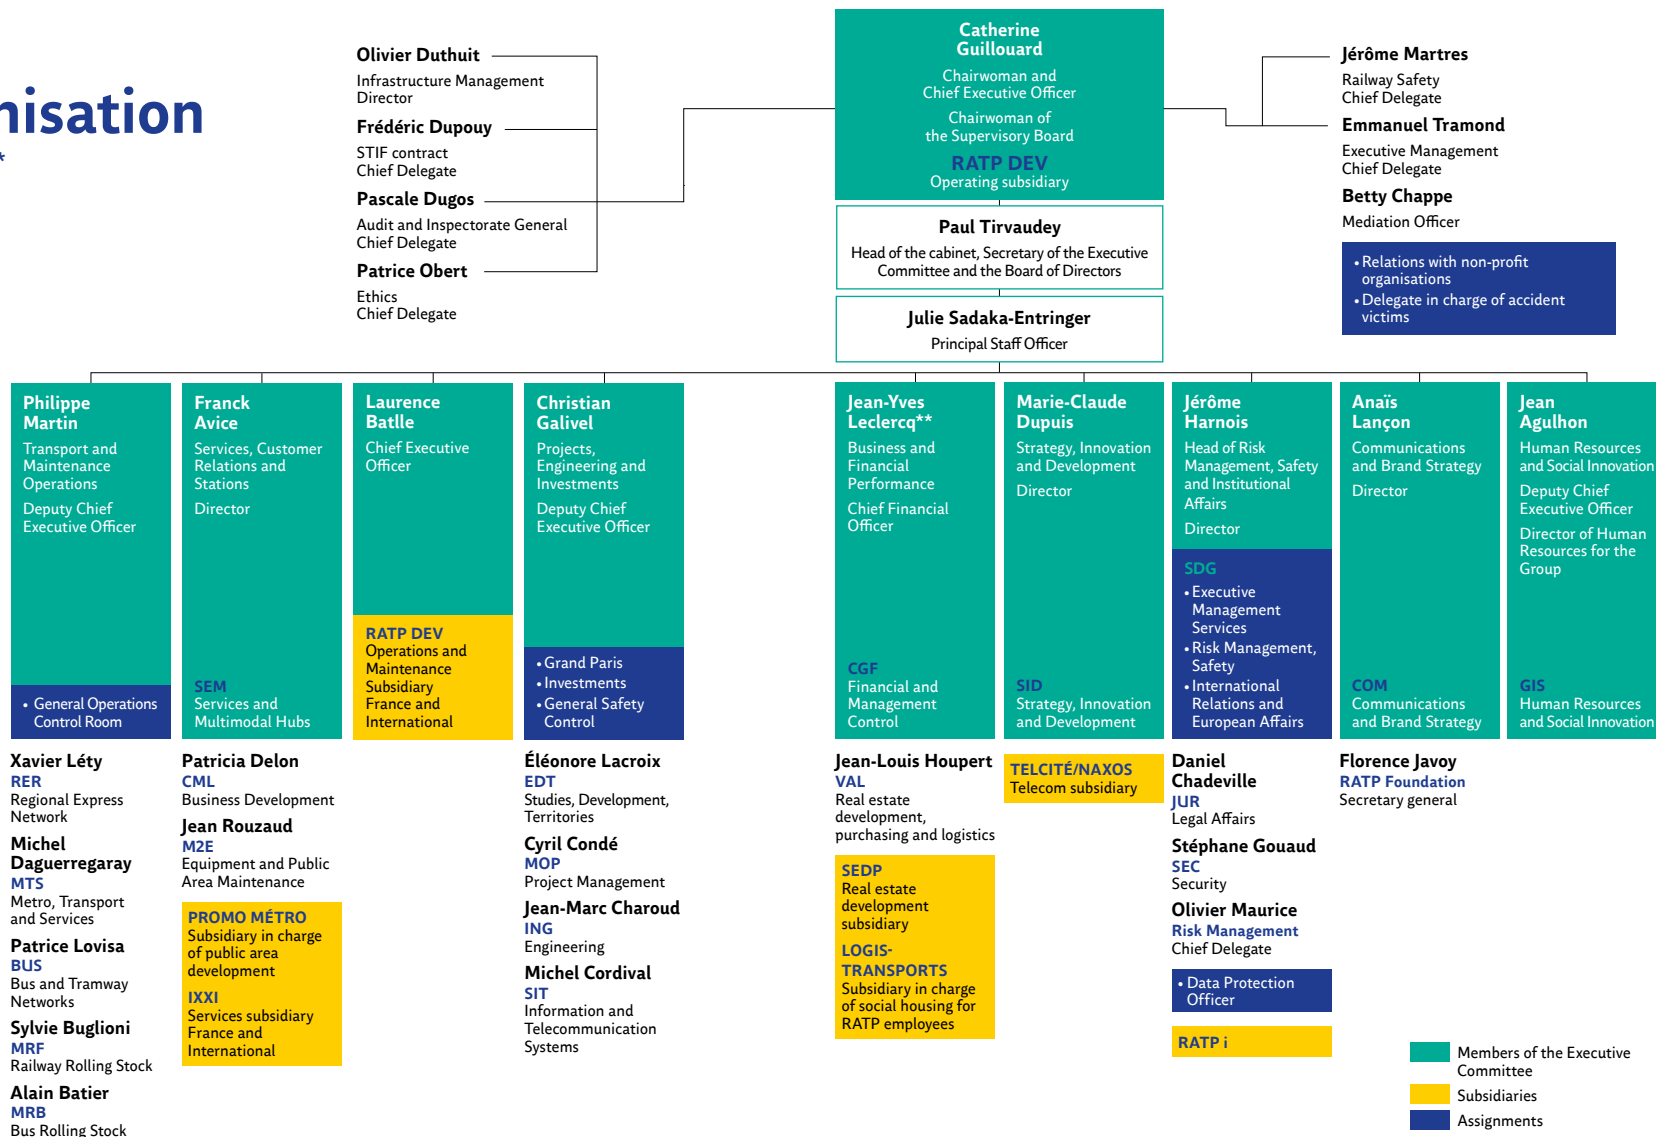 nisation
*
Olivier Duthuit
Infrastructure Management
Director
Frédéric Dupouy
STIF contract
Chief Delegate
Pascale Dugos
Audit and Inspectorate General
Chief Delegate
Patrice Obert
Ethics
Chief Delegate
Catherine
Guillouard
Chairwoman and
Chief Executive Officer
Chairwoman of
the Supervisory Board
RATP DEV
Operating subsidiary
Paul Tirvaudey
Head of the cabinet, Secretary of the Executive
Committee and the Board of Directors
Julie Sadaka-Entringer
Principal Staff Officer
Jérôme Martres
Railway Safety
Chief Delegate
Emmanuel Tramond
Executive Management
Chief Delegate
Betty Chappe
Mediation Officer
• Relations with non-profit
organisations
• Delegate in charge of accident
victims
Philippe
Martin
Transport and
Maintenance
Operations
Deputy Chief
Executive Officer
• General Operations
Control Room
Xavier Léty
RER
Regional Express
Network
Michel
Daguerregaray
MTS
Metro, Transport
and Services
Patrice Lovisa
BUS
Bus and Tramway
Networks
Sylvie Buglioni
MRF
Railway Rolling Stock
Alain Batier
MRB
Bus Rolling Stock
Franck
Avice
Services, Customer
Relations and
Stations
Director
SEM
Services and
Multimodal Hubs
Patricia Delon
CML
Business Development
Jean Rouzaud
M2E
Equipment and Public
Area Maintenance
PROMO MÉTRO
Subsidiary in charge
of public area
development
IXXI
Services subsidiary
France and
International
Laurence
Batlle
Chief Executive
Officer
RATP DEV
Operations and
Maintenance
Subsidiary
France and
International
Christian
Galivel
Projects,
Engineering and
Investments
Deputy Chief
Executive Officer
• Grand Paris
• Investments
• General Safety
Control
Éléonore Lacroix
EDT
Studies, Development,
Territories
Cyril Condé
MOP
Project Management
Jean-Marc Charoud
ING
Engineering
Michel Cordival
SIT
Information and
Telecommunication
Systems
Jean-Yves
Leclercq**
Business and
Financial
Performance
Chief Financial
Officer
CGF
Financial and
Management
Control
Jean-Louis Houpert
VAL
Real estate
development,
purchasing and logistics
SEDP
Real estate
development
subsidiary
LOGIS-
TRANSPORTS
Subsidiary in charge
of social housing for
RATP employees
Marie-Claude
Dupuis
Strategy, Innovation
and Development
Director
SID
Strategy, Innovation
and Development
TELCITÉ/NAXOS
Telecom subsidiary
Jérôme
Harnois
Head of Risk
Management, Safety
and Institutional
Affairs
Director
SDG
• Executive
Management
Services
• Risk Management,
Safety
• International
Relations and
European Affairs
Daniel
Chadeville
JUR
Legal Affairs
Stéphane Gouaud
SEC
Security
Olivier Maurice
Risk Management
Chief Delegate
• Data Protection
Officer
RATP i
Anaïs
Lançon
Communications
and Brand Strategy
Director
COM
Communications
and Brand Strategy
Florence Javoy
RATP Foundation
Secretary general
Jean
Agulhon
Human Resources
and Social Innovation
Deputy Chief
Executive Officer
Director of Human
Resources for the
Group
GIS
Human Resources
and Social Innovation
Members of the Executive
Committee
Subsidiaries
Assignments